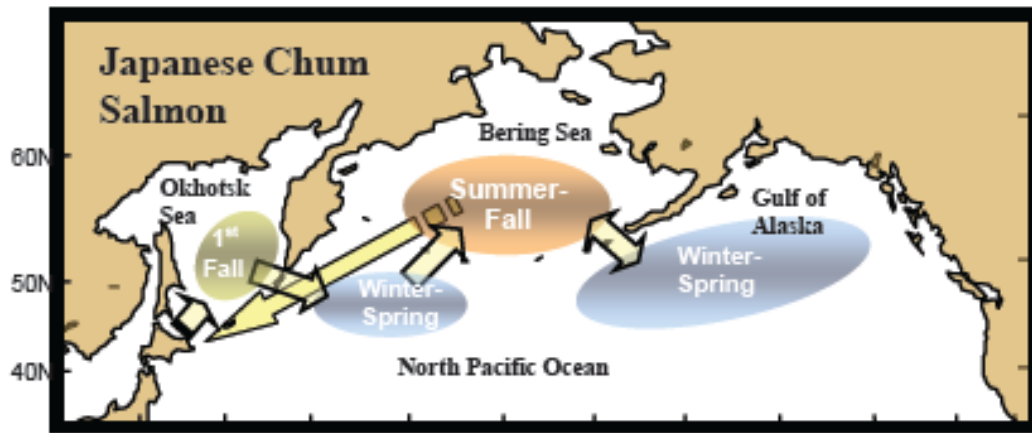 Japanese Chum
Salmon
Bering Sea
60N
Okhotsk
Sea
Summer-
Fall
Gulf of
Alaska
1st
Fall
Winter-
Spring
50N
Winter-
Spring
North Pacific Ocean
40N